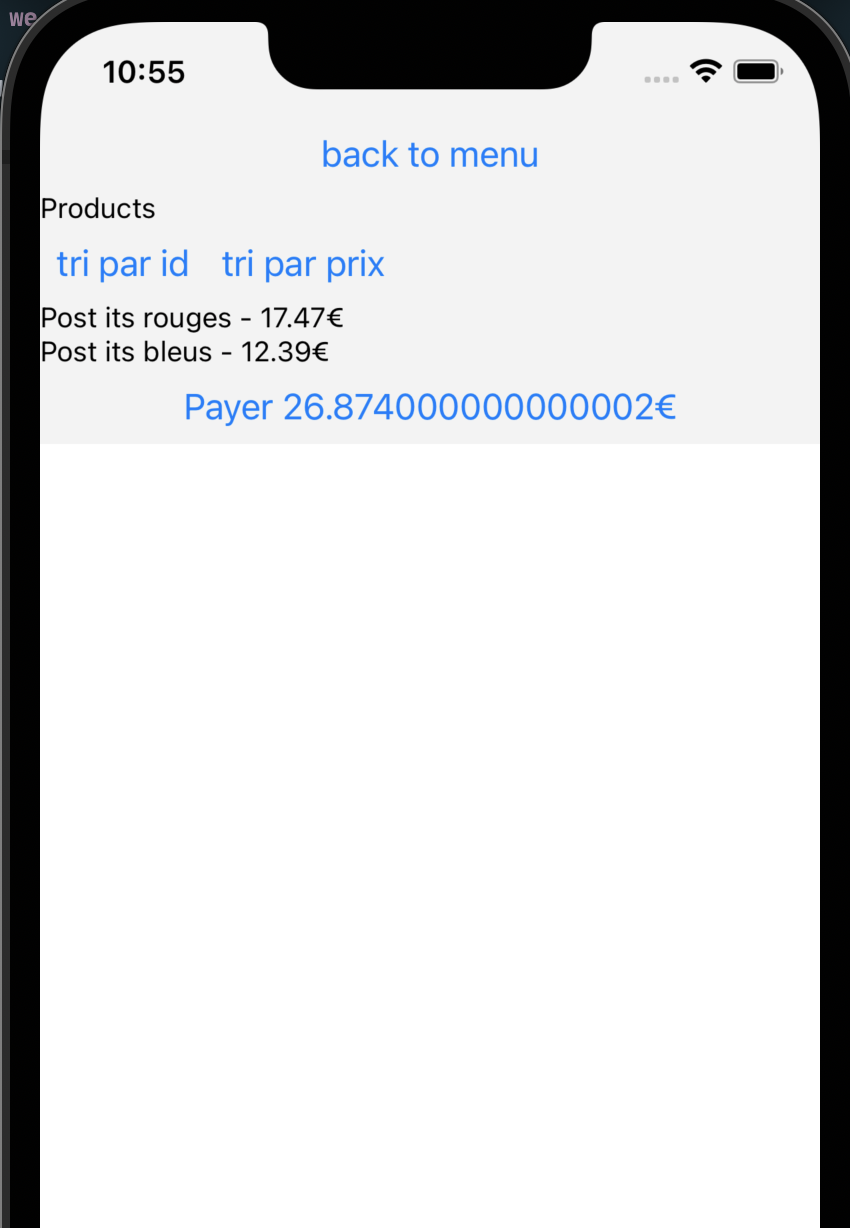 we
10:55
back to menu
Products
tri par id tri par prix
Post its rouges - 17.47€
Post its bleus - 12.39€
Payer 26.874000000000002€